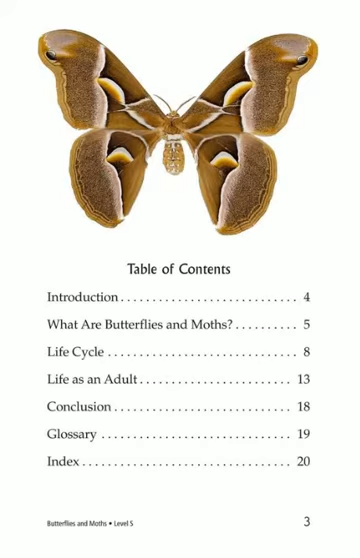 Table of Contents
Introduction . . . . . . . . . . . . . . . . . . . . . . . . . . . 4
What Are Butterflies and Moths? . . . . . . . . . . 5
Life Cycle . . . . . . . . . . . . . . . . . . . . . . . . . . . . . 8
Life as an Adult . . . . . . . . . . . . . . . . . . . . . . . 13
Conclusion . . . . . . . . . . . . . . . . . . . . . . . . . . . 18
Glossary . . . . . . . . . . . . . . . . . . . . . . . . . . . . . 19
Index . . . . . . . . . . . . . . . . . . . . . . . . . . . . . . . . 20
Butterflies and Moths • Level S 3